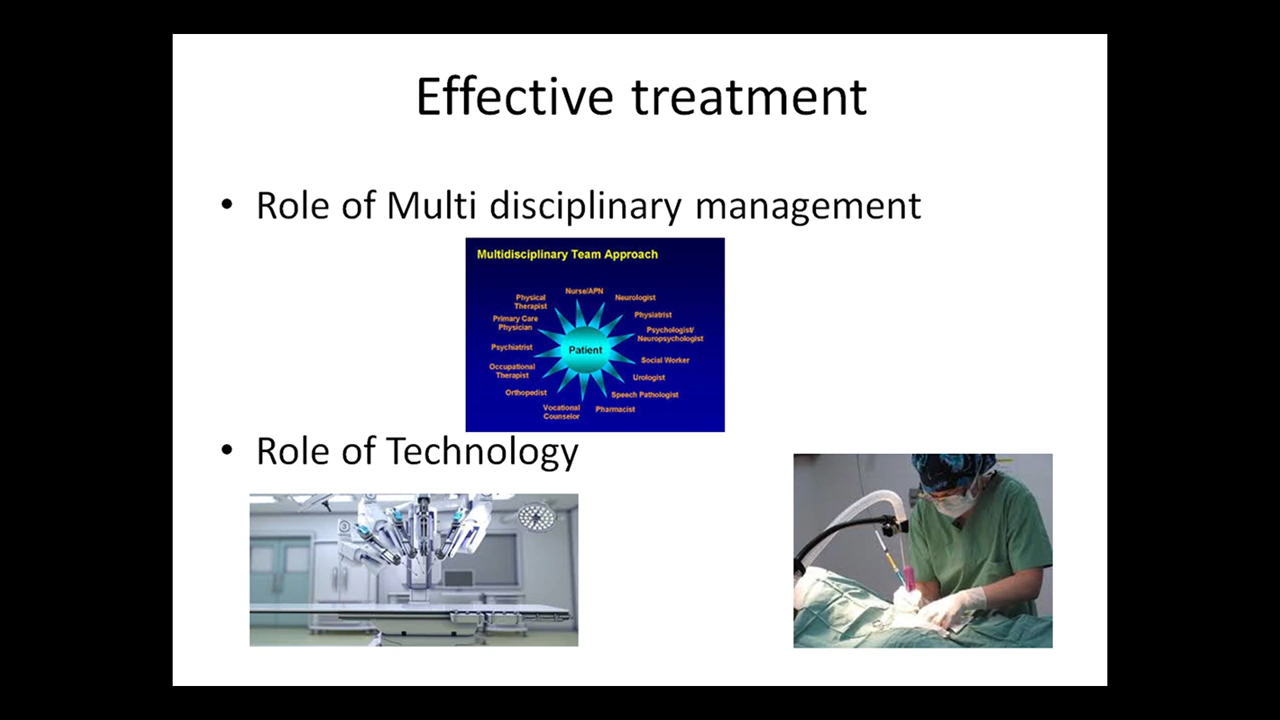 Effective treatment
• Role of Multi disciplinary management
Multidisciplinary Team Approach
Nurse/APN
Physical
Therapist
Neurologist
Primary Care
Physician
Physiatrist
Psychologist/
Neuropsychologist
Psychiatrist
Patient
Social Worker
Occupational
Therapist
Urologist
Orthopedist
Speech Pathologist
Vocational
Counselor
Pharmacist
• Role of Technology
3